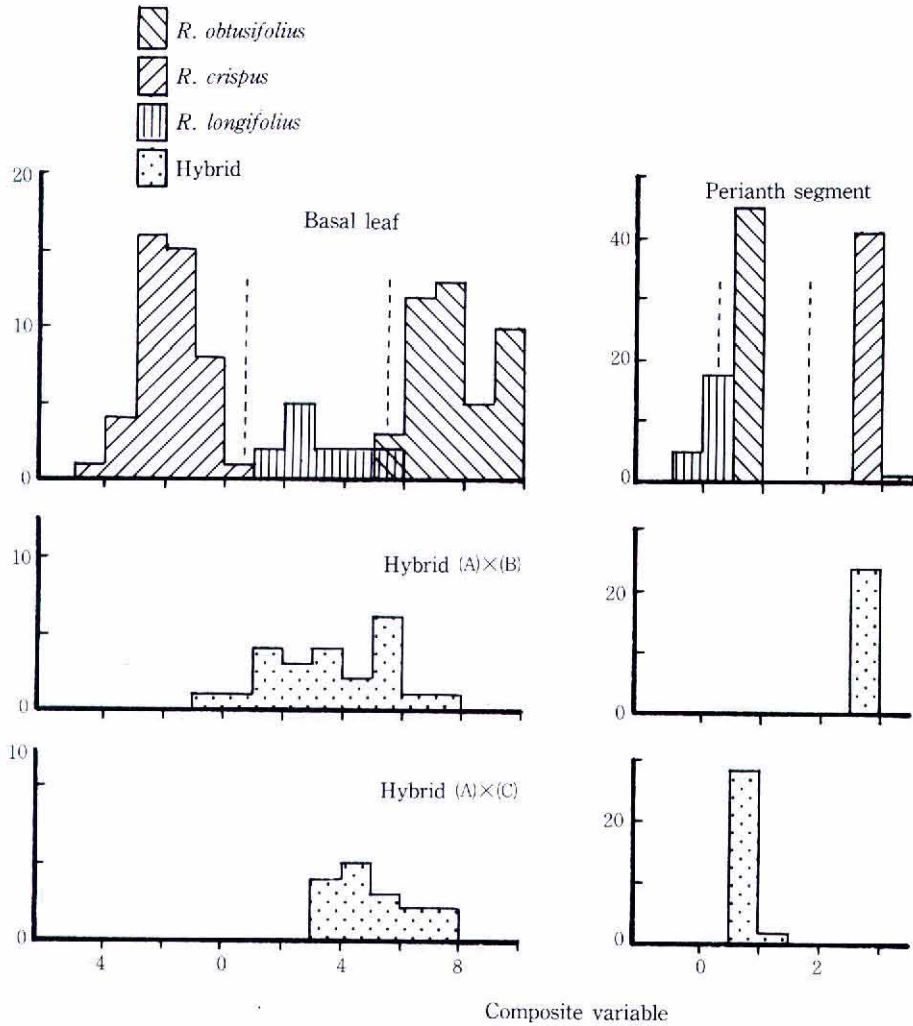 R. obtusifolius
R. crispus
R. longifolius
Hybrid
20
10
0
Basal leaf
Perianth segment
40
20
0
10
0
Hybrid (A)×(B)
20
0
10
0
Hybrid (A)×(C)
20
0
4 0 4 8
0 2
Composite variable